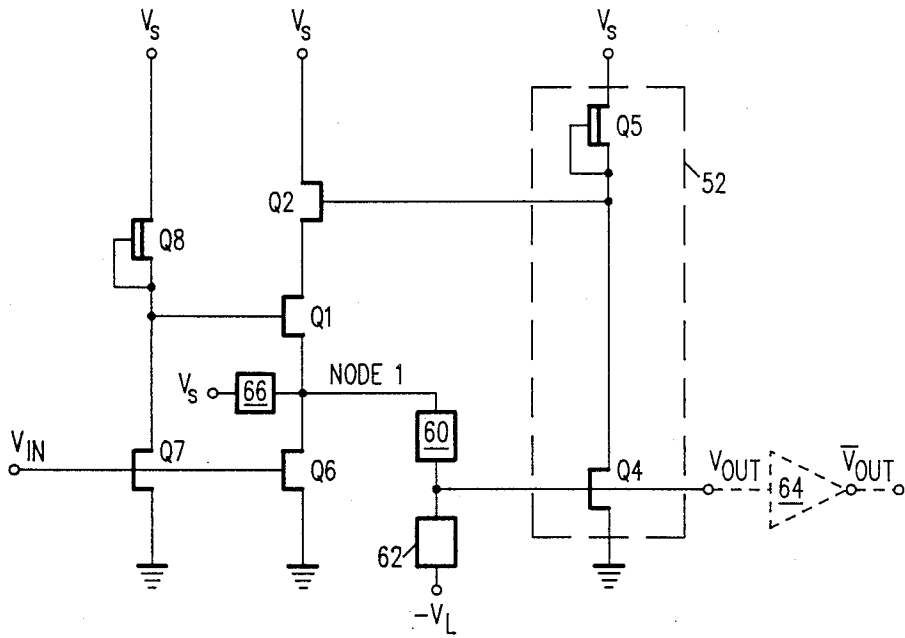 V_S V_S V_S
Q5
52
Q2
Q8
Q1
V_S 66 NODE 1
60
V_IN Q7 Q6 Q4 V_OUT 64 V̅_OUT
62
-V_L